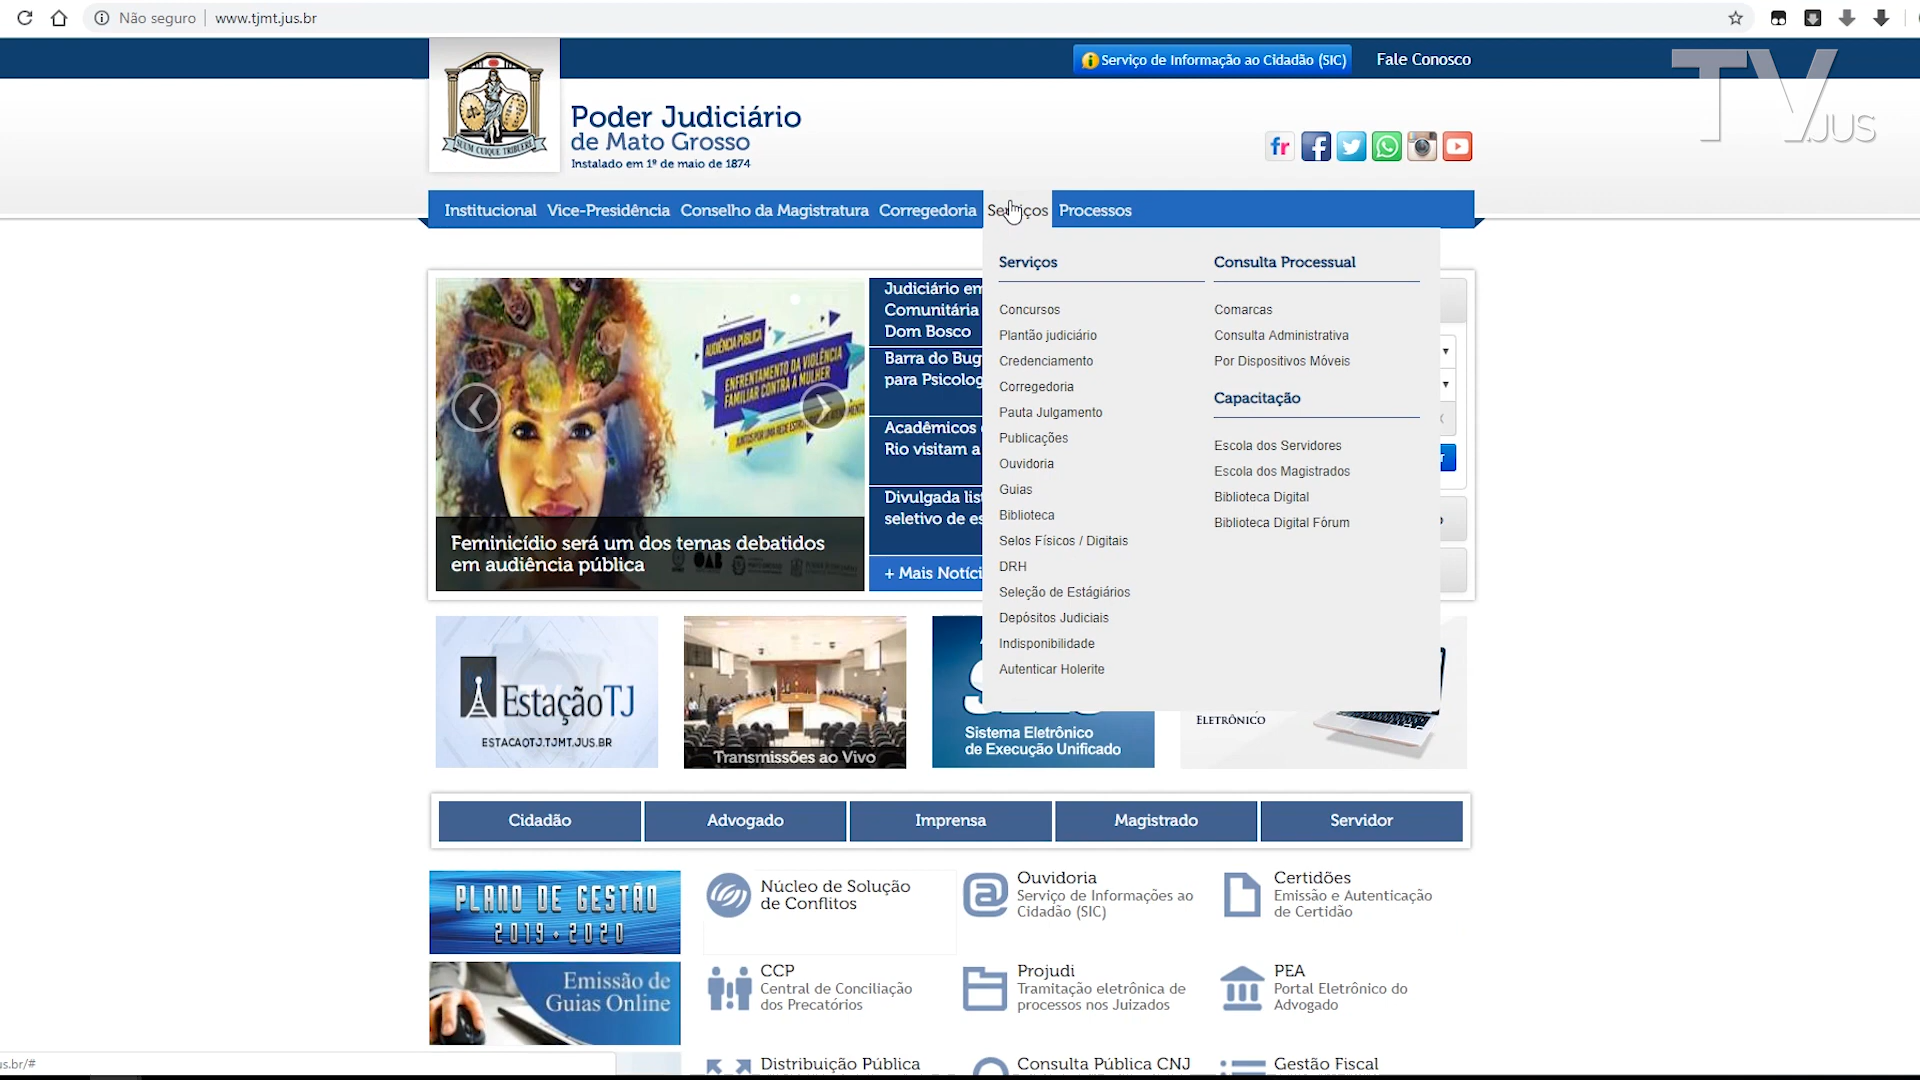 Não seguro
www.tjmt.jus.br
Serviço de Informação ao Cidadão (SIC)
Fale Conosco
TV.JUS
SUUM CUIQUE TRIBUERE
Poder Judiciário
de Mato Grosso
Instalado em 1º de maio de 1874
fr
Institucional
Vice-Presidência
Conselho da Magistratura
Corregedoria
Serviços
Processos
Serviços
Concursos
Plantão judiciário
Credenciamento
Corregedoria
Pauta Julgamento
Publicações
Ouvidoria
Guias
Biblioteca
Selos Físicos / Digitais
DRH
Seleção de Estágiários
Depósitos Judiciais
Indisponibilidade
Autenticar Holerite
Consulta Processual
Comarcas
Consulta Administrativa
Por Dispositivos Móveis
Capacitação
Escola dos Servidores
Escola dos Magistrados
Biblioteca Digital
Biblioteca Digital Fórum
AUDIÊNCIA PÚBLICA
ENFRENTAMENTO DA VIOLÊNCIA
FAMILIAR CONTRA A MULHER
Feminicídio será um dos temas debatidos
em audiência pública
OAB
Judiciário em
Comunitária
Dom Bosco
Barra do Bug
para Psicolog
Acadêmicos
Rio visitam a
Divulgada list
seletivo de es
+ Mais Notíci
EstaçãoTJ
ESTACAOTJ.TJMT.JUS.BR
Transmissões ao Vivo
Sistema Eletrônico
de Execução Unificado
ELETRÔNICO
Cidadão
Advogado
Imprensa
Magistrado
Servidor
PLANO DE GESTÃO
2019 • 2020
Emissão de
Guias Online
Núcleo de Solução
de Conflitos
Ouvidoria
Serviço de Informações ao
Cidadão (SIC)
Certidões
Emissão e Autenticação
de Certidão
CCP
Central de Conciliação
dos Precatórios
Projudi
Tramitação eletrônica de
processos nos Juizados
PEA
Portal Eletrônico do
Advogado
Distribuição Pública
Consulta Pública CNJ
Gestão Fiscal
us.br/#